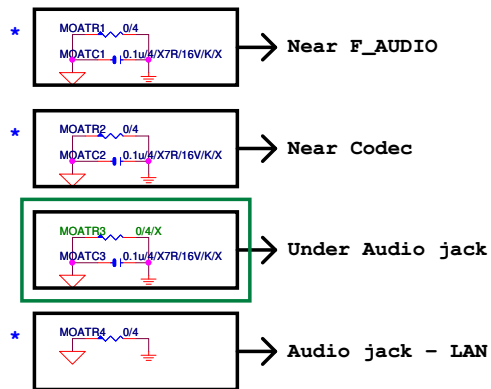 MOATR1 0/4
* MOATC1 0.1u/4/X7R/16V/K/X Near F_AUDIO
MOATR2 0/4
* MOATC2 0.1u/4/X7R/16V/K/X Near Codec
MOATR3 0/4/X
MOATC3 0.1u/4/X7R/16V/K/X Under Audio jack
* MOATR4 0/4
Audio jack - LAN